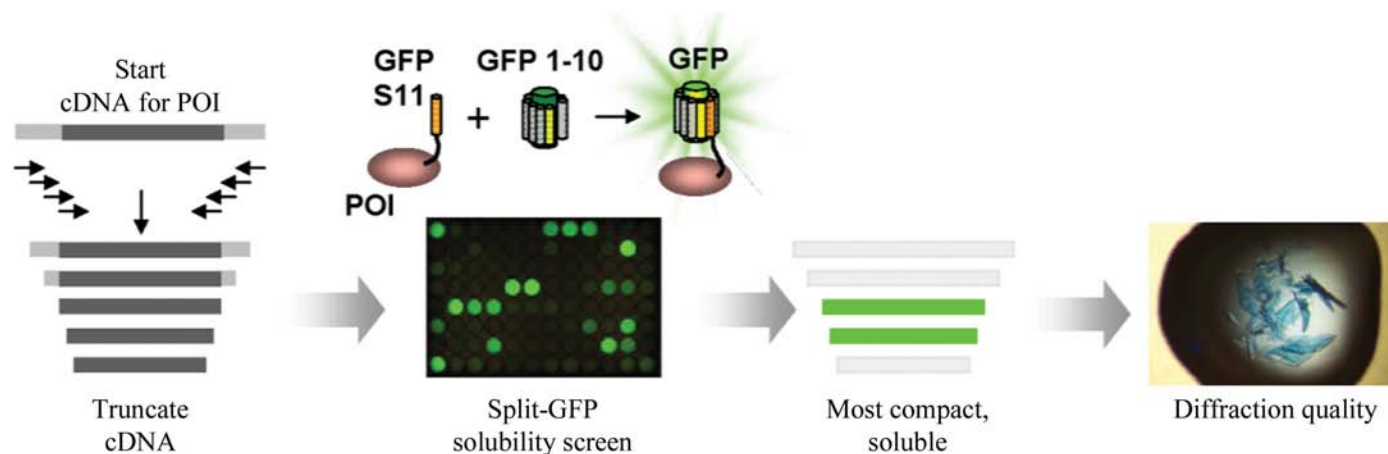 Start
cDNA for POI
GFP
S11
GFP 1-10
GFP
+
POI
Truncate
cDNA
Split-GFP
solubility screen
Most compact,
soluble
Diffraction quality